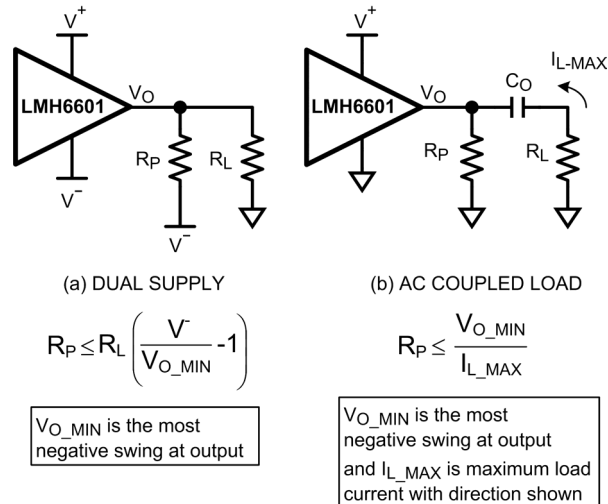 V+
V+
IL-MAX
CO
LMH6601
VO
LMH6601
VO
RP
RL
RP
RL
V-
V-
(a) DUAL SUPPLY
(b) AC COUPLED LOAD
RP ≤ RL (V- / VO_MIN -1)
RP ≤ VO_MIN / IL_MAX
VO_MIN is the most
negative swing at output
VO_MIN is the most
negative swing at output
and IL_MAX is maximum load
current with direction shown